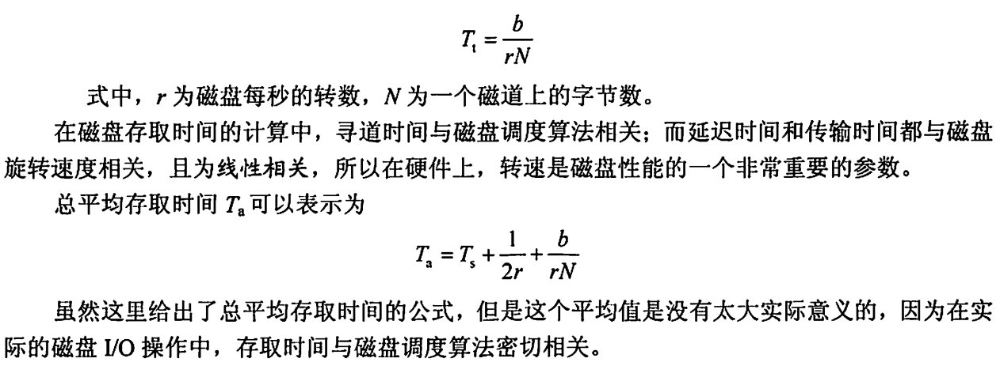 T_t = b/(rN)
式中，r 为磁盘每秒的转数，N 为一个磁道上的字节数。
在磁盘存取时间的计算中，寻道时间与磁盘调度算法相关；而延迟时间和传输时间都与磁盘
旋转速度相关，且为线性相关，所以在硬件上，转速是磁盘性能的一个非常重要的参数。
总平均存取时间 T_a 可以表示为
T_a = T_s + 1/(2r) + b/(rN)
虽然这里给出了总平均存取时间的公式，但是这个平均值是没有太大实际意义的，因为在实
际的磁盘 I/O 操作中，存取时间与磁盘调度算法密切相关。